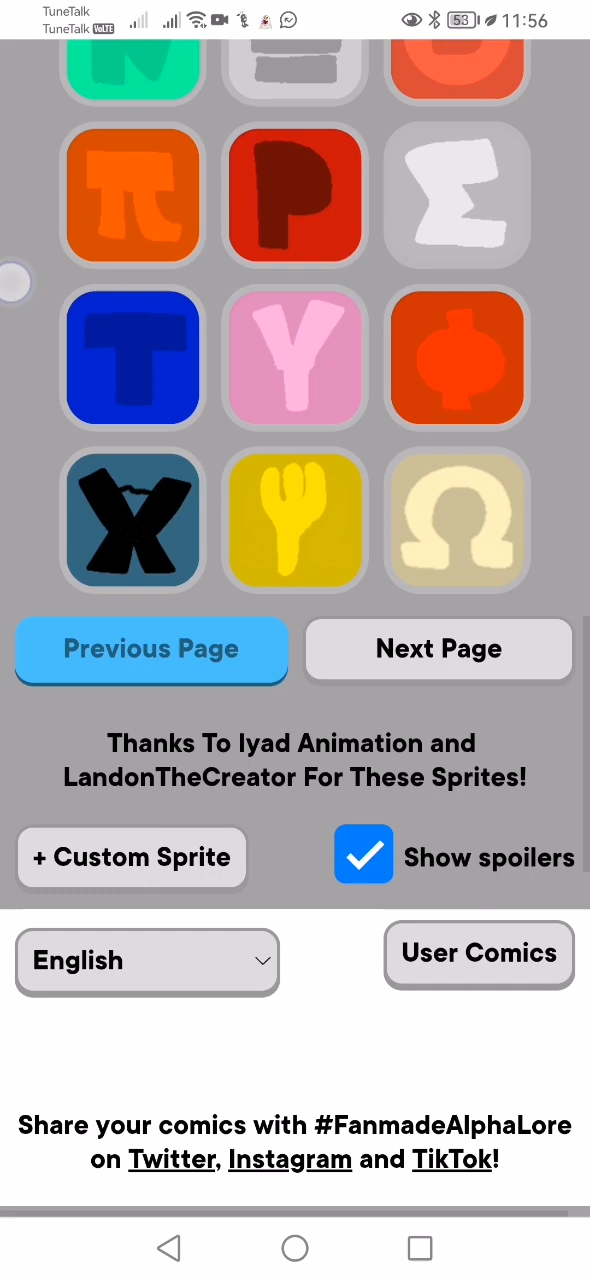 TuneTalk
TuneTalk VoLTE
53
11:56
π Ρ Σ
Τ Υ Φ
Χ Ψ Ω
Previous Page
Next Page
Thanks To Iyad Animation and
LandonTheCreator For These Sprites!
+ Custom Sprite
Show spoilers
English
User Comics
Share your comics with #FanmadeAlphaLore
on Twitter, Instagram and TikTok!